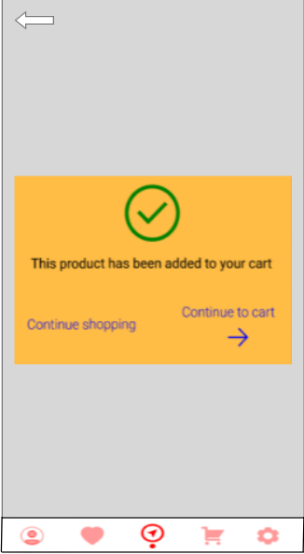 This product has been added to your cart
Continue shopping
Continue to cart